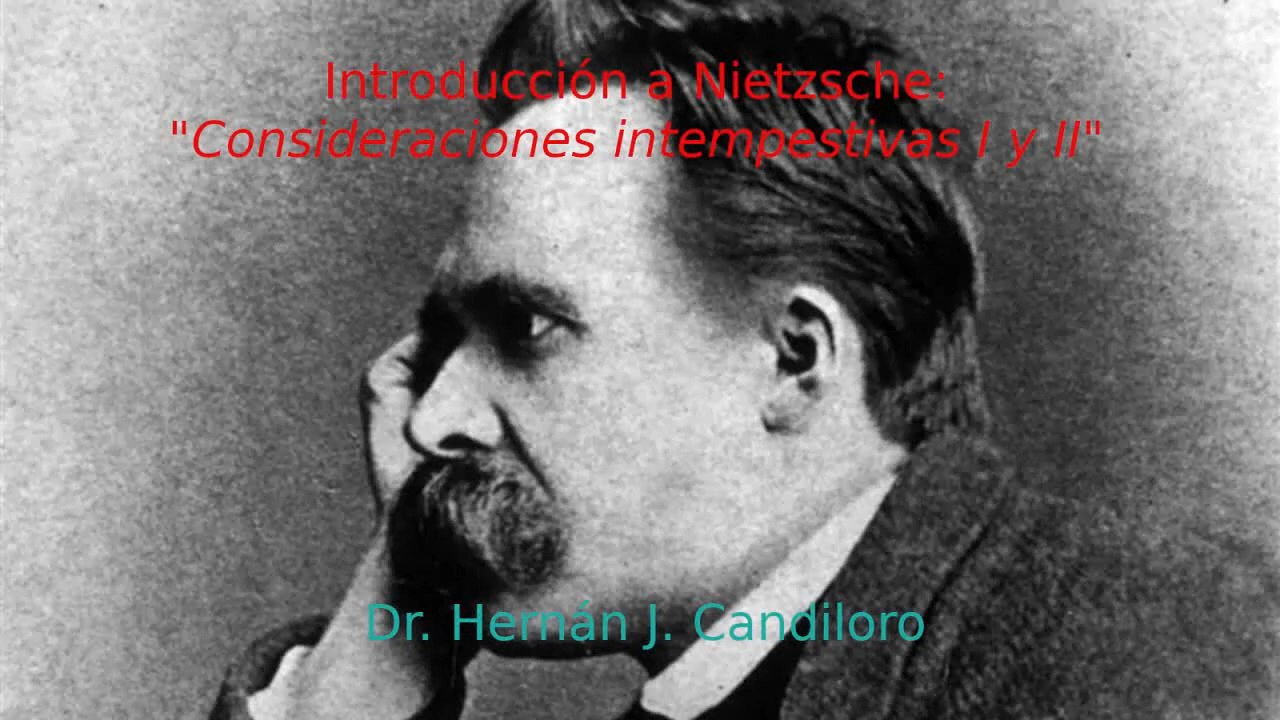 Introducción a Nietzsche:
"Consideraciones intempestivas I y II"
Dr. Hernán J. Candiloro